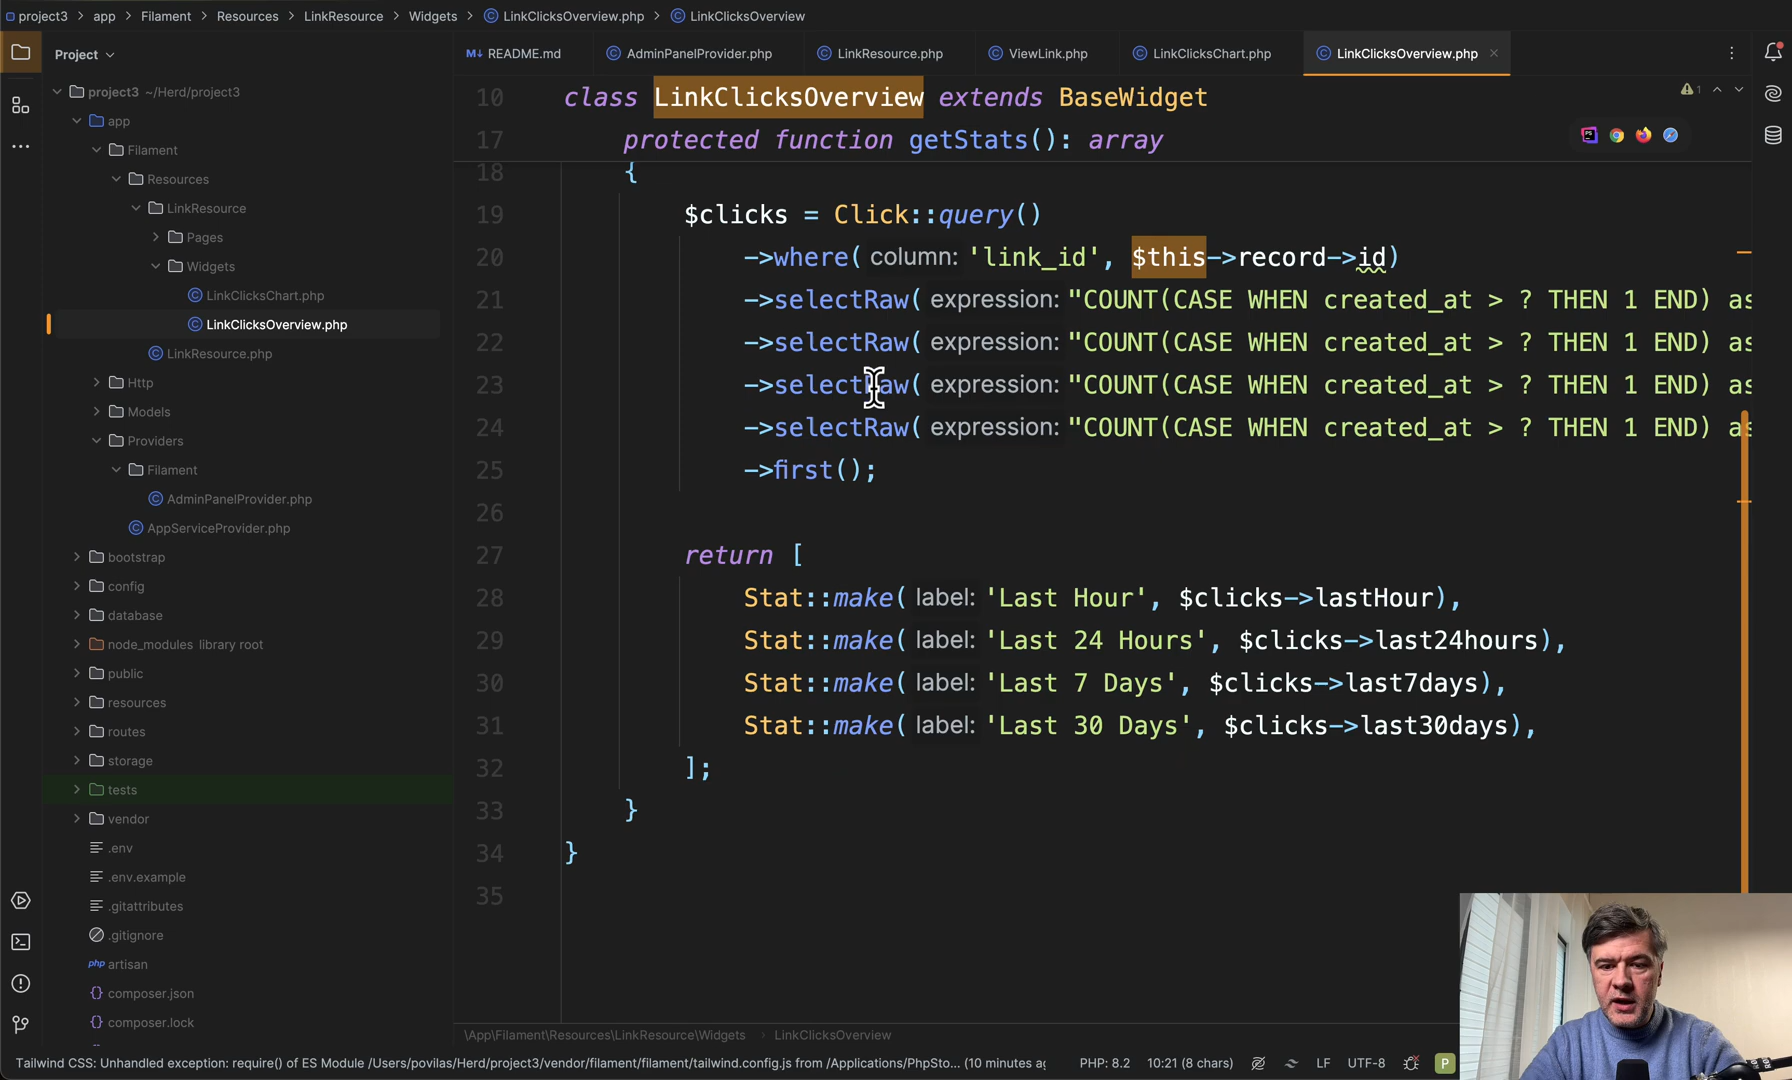 project3 > app > Filament > Resources > LinkResource > Widgets > LinkClicksOverview.php > LinkClicksOverview
Project
README.md
AdminPanelProvider.php
LinkResource.php
ViewLink.php
LinkClicksChart.php
LinkClicksOverview.php
project3 ~/Herd/project3
app
Filament
Resources
LinkResource
Pages
Widgets
LinkClicksChart.php
LinkClicksOverview.php
LinkResource.php
Http
Models
Providers
Filament
AdminPanelProvider.php
AppServiceProvider.php
bootstrap
config
database
node_modules library root
public
resources
routes
storage
tests
vendor
.env
.env.example
.gitattributes
.gitignore
php artisan
{} composer.json
{} composer.lock
1
10 class LinkClicksOverview extends BaseWidget
17 protected function getStats(): array
18 {
19 $clicks = Click::query()
20 ->where( column: 'link_id', $this->record->id)
21 ->selectRaw( expression: "COUNT(CASE WHEN created_at > ? THEN 1 END) as
22 ->selectRaw( expression: "COUNT(CASE WHEN created_at > ? THEN 1 END) as
23 ->selectRaw( expression: "COUNT(CASE WHEN created_at > ? THEN 1 END) as
24 ->selectRaw( expression: "COUNT(CASE WHEN created_at > ? THEN 1 END) as
25 ->first();
26
27 return [
28 Stat::make( label: 'Last Hour', $clicks->lastHour),
29 Stat::make( label: 'Last 24 Hours', $clicks->last24hours),
30 Stat::make( label: 'Last 7 Days', $clicks->last7days),
31 Stat::make( label: 'Last 30 Days', $clicks->last30days),
32 ];
33 }
34 }
35
\App\Filament\Resources\LinkResource\Widgets > LinkClicksOverview
Tailwind CSS: Unhandled exception: require() of ES Module /Users/povilas/Herd/project3/vendor/filament/filament/tailwind.config.js from /Applications/PhpSto... (10 minutes ag
PHP: 8.2 10:21 (8 chars) LF UTF-8 P